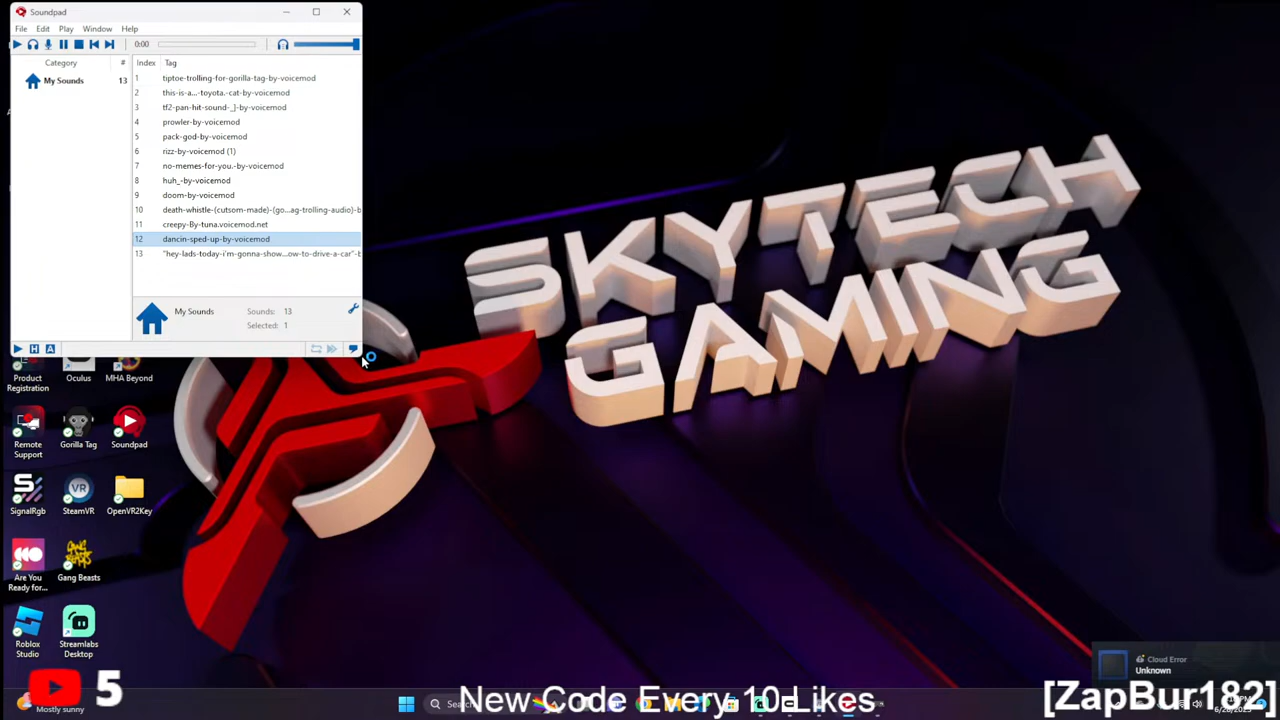 Soundpad
File Edit Play Window Help
0:00
Category #
My Sounds 13
Index Tag
1 tiptoe-trolling-for-gorilla-tag-by-voicemod
2 this-is-a...-toyota.-cat-by-voicemod
3 tf2-pan-hit-sound-_]-by-voicemod
4 prowler-by-voicemod
5 pack-god-by-voicemod
6 rizz-by-voicemod (1)
7 no-memes-for-you.-by-voicemod
8 huh_-by-voicemod
9 doom-by-voicemod
10 death-whistle-(cutsom-made)-(go...ag-trolling-audio)-b
11 creepy-By-tuna.voicemod.net
12 dancin-sped-up-by-voicemod
13 "hey-lads-today-i'm-gonna-show...ow-to-drive-a-car"-b
My Sounds Sounds: 13
Selected: 1
H A
SKYTECH
GAMING
Product Registration
Oculus
MHA Beyond
Remote Support
Gorilla Tag
Soundpad
SignalRgb
SteamVR
OpenVR2Key
Are You Ready for...
Gang Beasts
Roblox Studio
Streamlabs Desktop
Cloud Error
Unknown
5
Mostly sunny
New Code Every 10 Likes
[ZapBur182]